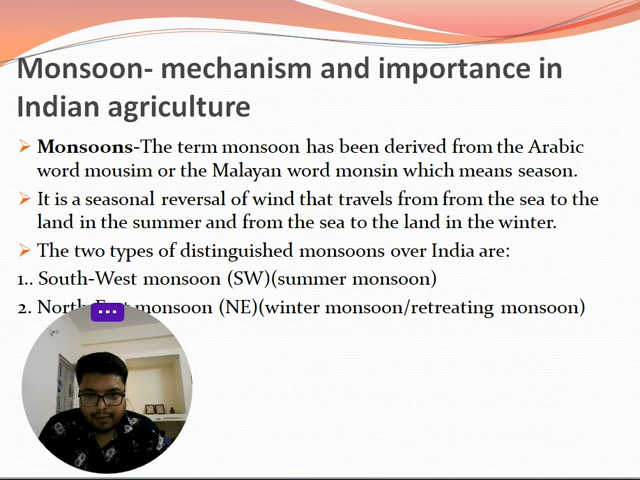 Monsoon- mechanism and importance in
Indian agriculture
Monsoons-The term monsoon has been derived from the Arabic
word mousim or the Malayan word monsin which means season.
It is a seasonal reversal of wind that travels from from the sea to the
land in the summer and from the sea to the land in the winter.
The two types of distinguished monsoons over India are:
1.. South-West monsoon (SW)(summer monsoon)
2. North-East monsoon (NE)(winter monsoon/retreating monsoon)